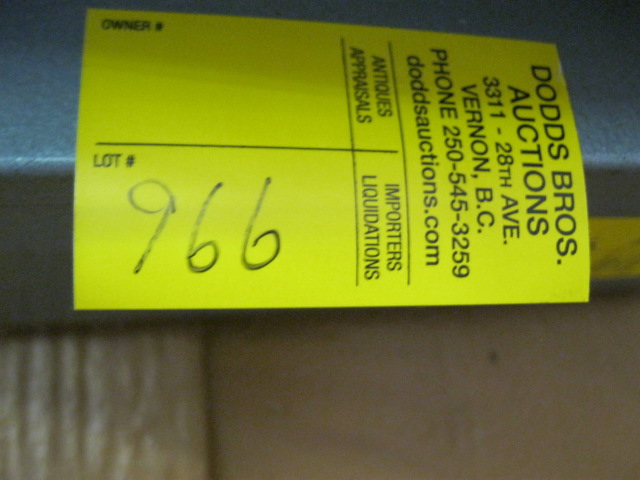 DODDS BROS.
AUCTIONS
3311 - 28TH AVE.
VERNON, B.C.
PHONE 250-545-3259
doddsauctions.com
ANTIQUES IMPORTERS
APPRAISALS LIQUIDATIONS
OWNER #
LOT #
966